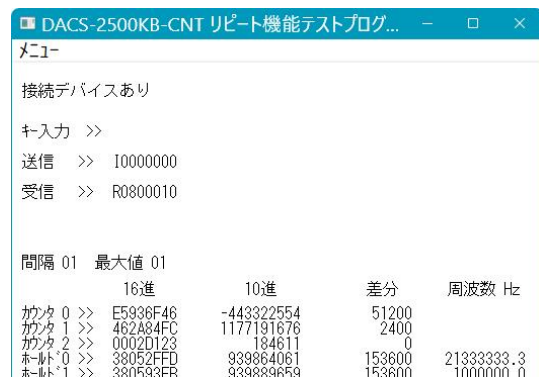 DACS-2500KB-CNT リピート機能テストプログ...
メニュー
接続デバイスあり
キー入力 >>
送信 >> I0000000
受信 >> R0800010
間隔 01 最大値 01
16進 10進 差分 周波数 Hz
カウンタ 0 >> E5936F46 -443322554 51200
カウンタ 1 >> 462A84FC 1177191676 2400
カウンタ 2 >> 0002D123 184611 0
ホールド 0 >> 38052FFD 939864061 153600 21333333.3
ホールド 1 >> 380593EB 939889659 153600 1000000.0